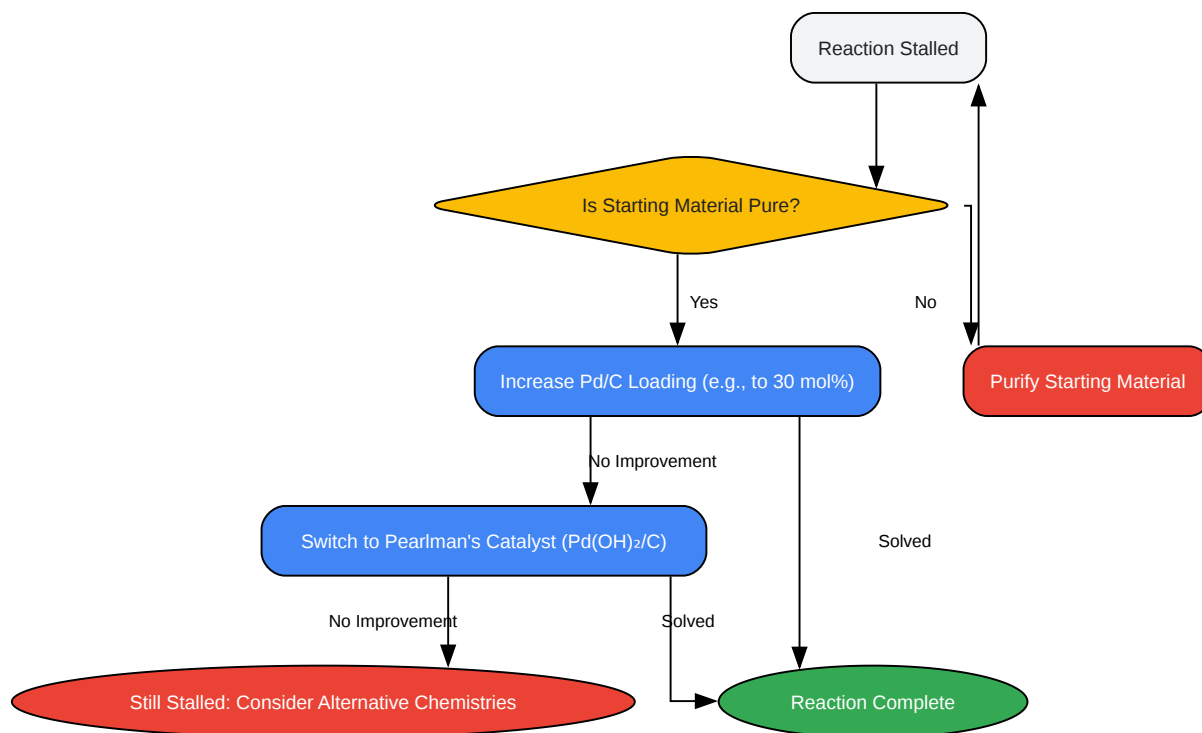 Reaction Stalled
Is Starting Material Pure?
Yes
No
Increase Pd/C Loading (e.g., to 30 mol%)
Purify Starting Material
No Improvement
Switch to Pearlman's Catalyst (Pd(OH)₂/C)
Solved
No Improvement
Solved
Still Stalled: Consider Alternative Chemistries
Reaction Complete